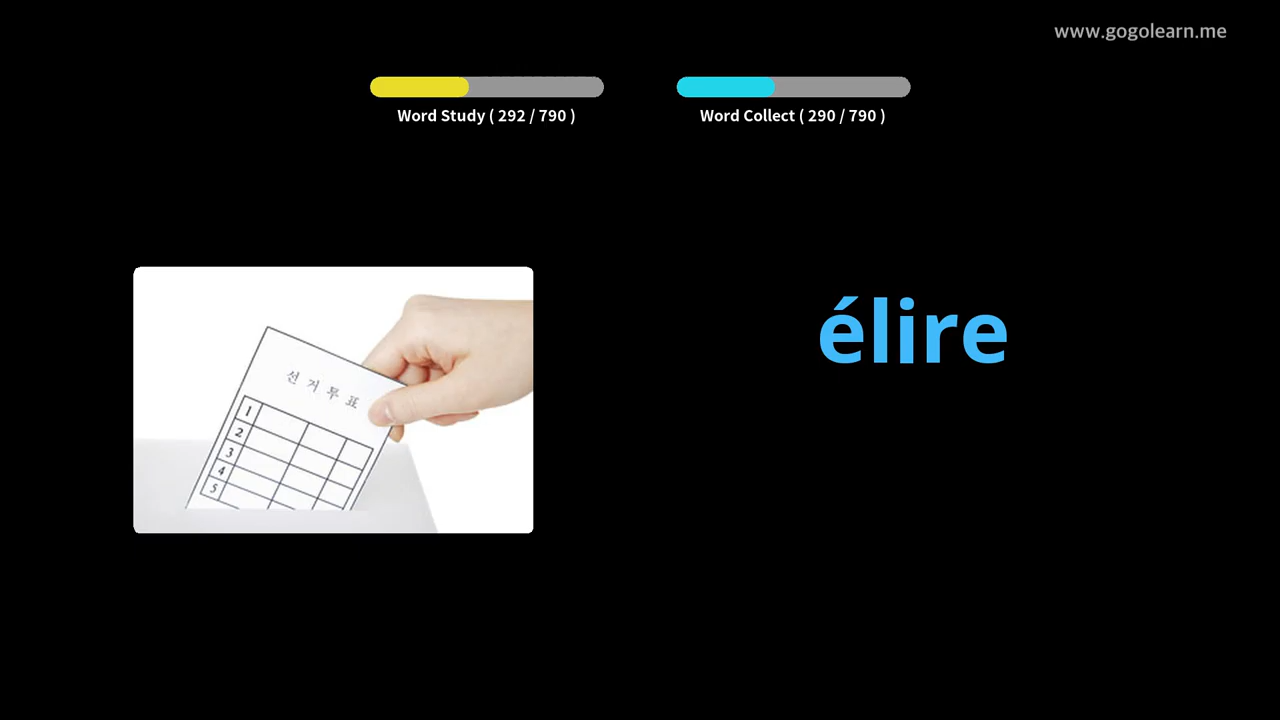 www.gogolearn.me
Word Study ( 292 / 790 )
Word Collect ( 290 / 790 )
élire
선거투표
1
2
3
4
5